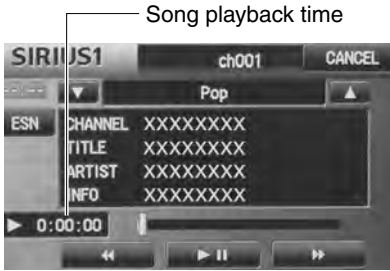 Song playback time
SIRIUS1 ch001 CANCEL
Pop
ESN CHANNEL XXXXXXXX
TITLE XXXXXXXX
ARTIST XXXXXXXX
INFO XXXXXXXX
0:00:00